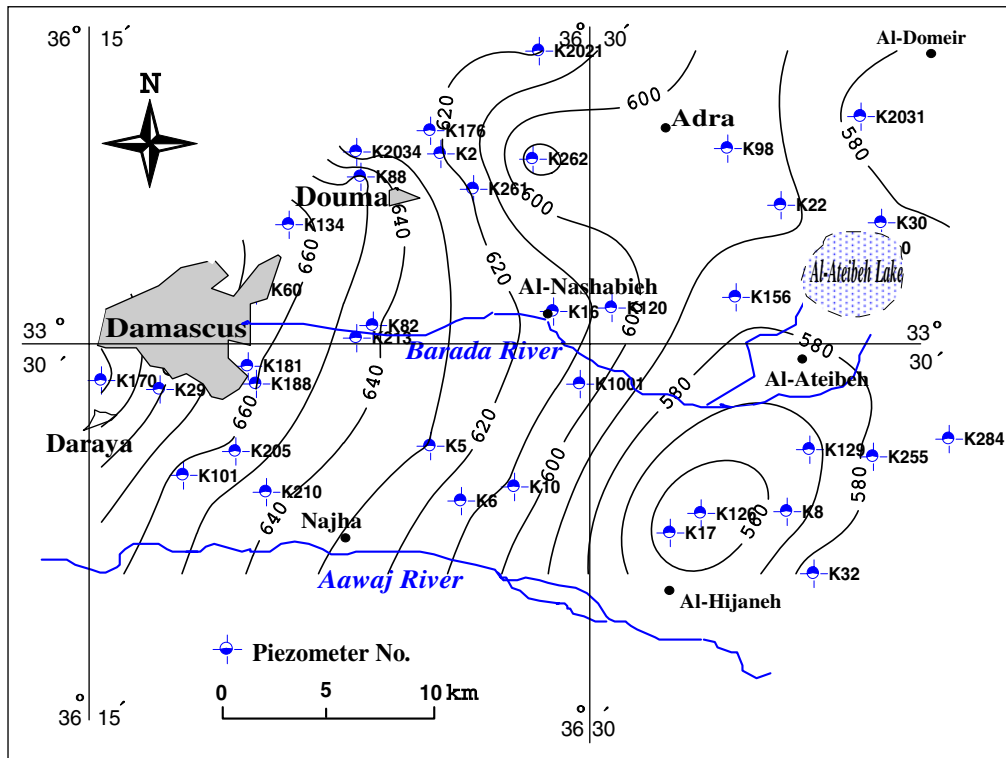 36° 15´
36° 30´
Al-Domeir
N
K2021
620
600
Adra
580
K2031
K176
K2034
K2
K262
K98
K88
Douma
K261
640
600
K22
K134
660
K30
0
620
Al-Nashabieh
Al-Ateibeh Lake
K60
K16
K120
600
K156
Damascus
K82
33° 30´
K213
Barada River
580
33° 30´
K181
K170
K29
K188
640
K1001
580
Al-Ateibeh
Daraya
660
K205
K5
620
K129
K284
K255
K101
580
K210
K6
K10
600
K126
K8
640
Najha
K17
560
Aawaj River
K32
Al-Hijaneh
Piezometer No.
0 5 10 km
36° 15´
36° 30´